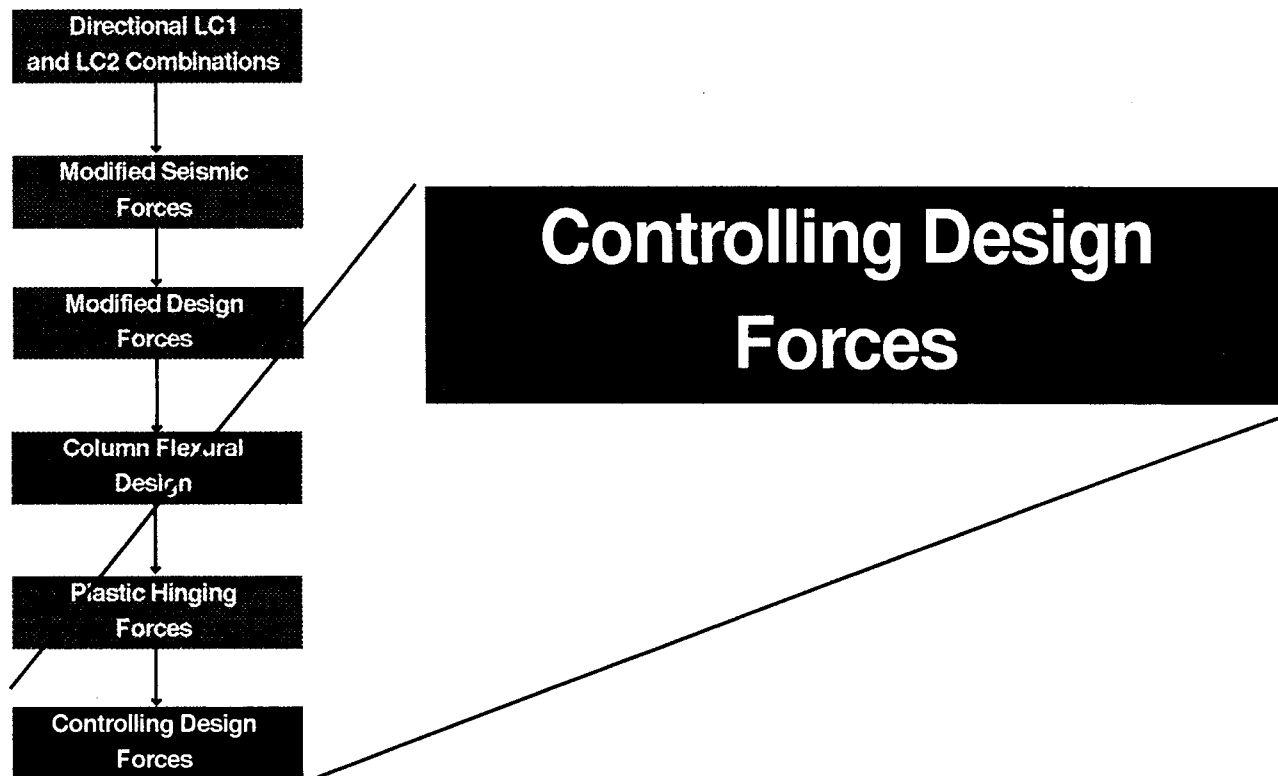 Directional LC1
and LC2 Combinations
Modified Seismic
Forces
Modified Design
Forces
Column Flexural
Design
Plastic Hinging
Forces
Controlling Design
Forces
Controlling Design
Forces